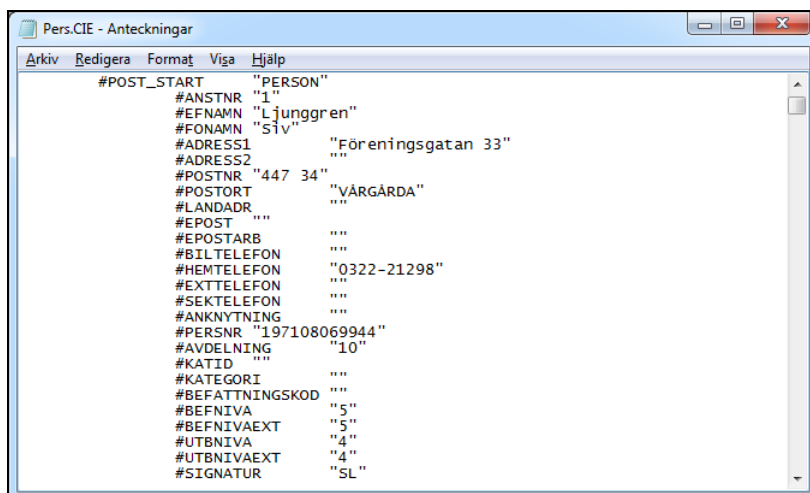 Pers.CIE - Anteckningar
Arkiv Redigera Format Visa Hjälp
#POST_START "PERSON"
#ANSTNR "1"
#EFNAMN "Ljunggren"
#FONAMN "Siv"
#ADRESS1 "Föreningsgatan 33"
#ADRESS2 ""
#POSTNR "447 34"
#POSTORT "VÅRGÅRDA"
#LANDADR ""
#EPOST ""
#EPOSTARB ""
#BILTELEFON ""
#HEMTELEFON "0322-21298"
#EXTTELEFON ""
#SEKTELEFON ""
#ANKNYTNING ""
#PERSNR "197108069944"
#AVDELNING "10"
#KATID ""
#KATEGORI ""
#BEFATTNINGSKOD ""
#BEFNIVA "5"
#BEFNIVAEXT "5"
#UTBNIVA "4"
#UTBNIVAEXT "4"
#SIGNATUR "SL"